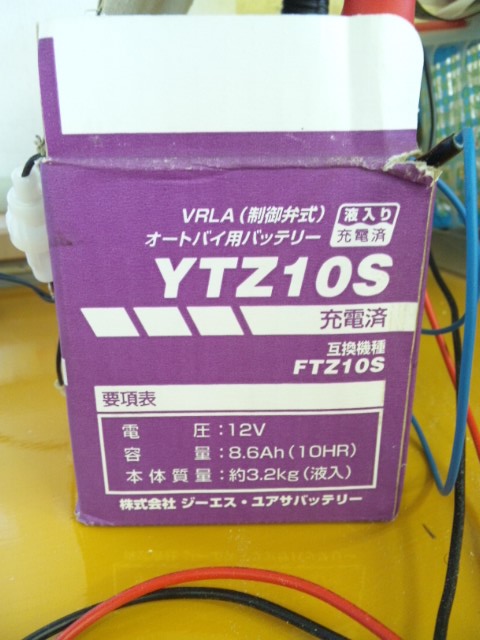 VRLA(制御弁式)
液入り
オートバイ用バッテリー
充電済
YTZ10S
充電済
互換機種
FTZ10S
要項表
電圧:12V
容量:8.6Ah(10HR)
本体質量:約3.2kg(液入)
株式会社 ジーエス・ユアサバッテリー